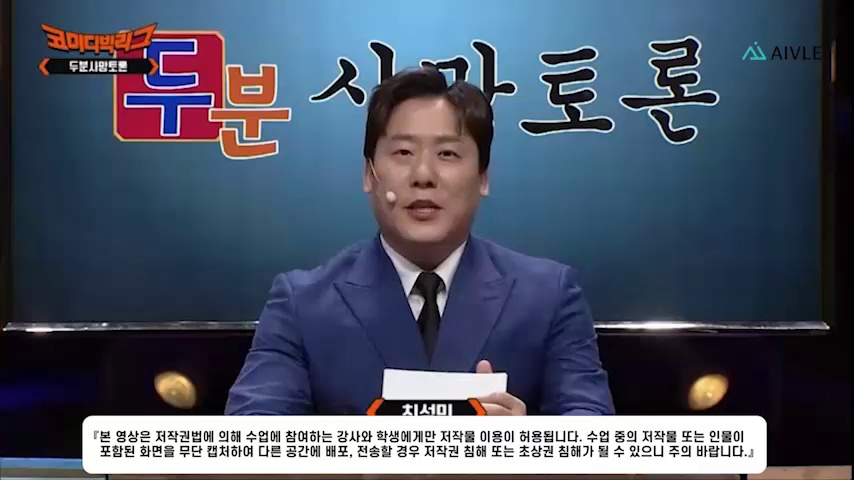 코미디빅리그
두분사망토론
두분 사망토론
AIVLE
최성민
『본 영상은 저작권법에 의해 수업에 참여하는 강사와 학생에게만 저작물 이용이 허용됩니다. 수업 중의 저작물 또는 인물이
포함된 화면을 무단 캡처하여 다른 공간에 배포, 전송할 경우 저작권 침해 또는 초상권 침해가 될 수 있으니 주의 바랍니다.』